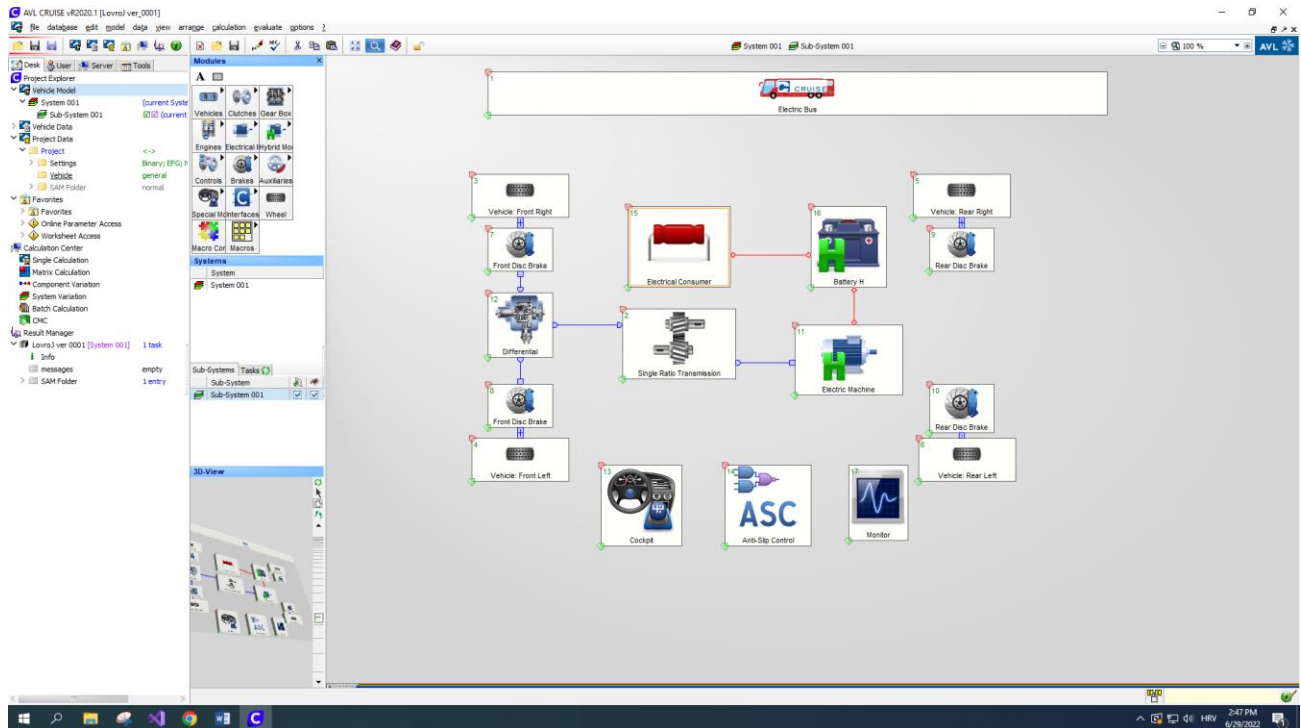 AVL CRUISE vR2020.1 [LovroJ ver_0001]
file database edit model data view arrange calculation evaluate options ?
System 001 Sub-System 001
100 %
AVL
Desk User Server Tools
Project Explorer
Vehicle Model
System 001 (current Syste
Sub-System 001 (current
Vehicle Data
Project Data
Project <->
Settings Binary; EFG; N
Vehicle general
SAM Folder normal
Favorites
Favorites
Online Parameter Access
Worksheet Access
Calculation Center
Single Calculation
Matrix Calculation
Component Variation
System Variation
Batch Calculation
CMC
Result Manager
LovroJ ver 0001 [System 001] 1 task
Info
messages empty
SAM Folder 1 entry
Modules
A
Vehicles Clutches Gear Box
Engines Electrical Hybrid Mo
Controls Brakes Auxiliaries
Special Mo Interfaces Wheel
Macro Cor Macros
Systems
System
System 001
Sub-Systems Tasks
Sub-System
Sub-System 001
3D-View
1
CRUISE
Electric Bus
3
Vehicle: Front Right
5
Vehicle: Rear Right
7
Front Disc Brake
15
Electrical Consumer
16
H
Battery H
9
Rear Disc Brake
12
Differential
2
Single Ratio Transmission
11
H
Electric Machine
8
Front Disc Brake
10
Rear Disc Brake
4
Vehicle: Front Left
6
Vehicle: Rear Left
13
Cockpit
14
ASC
Anti-Slip Control
17
Monitor
HRV
2:47 PM
6/29/2022